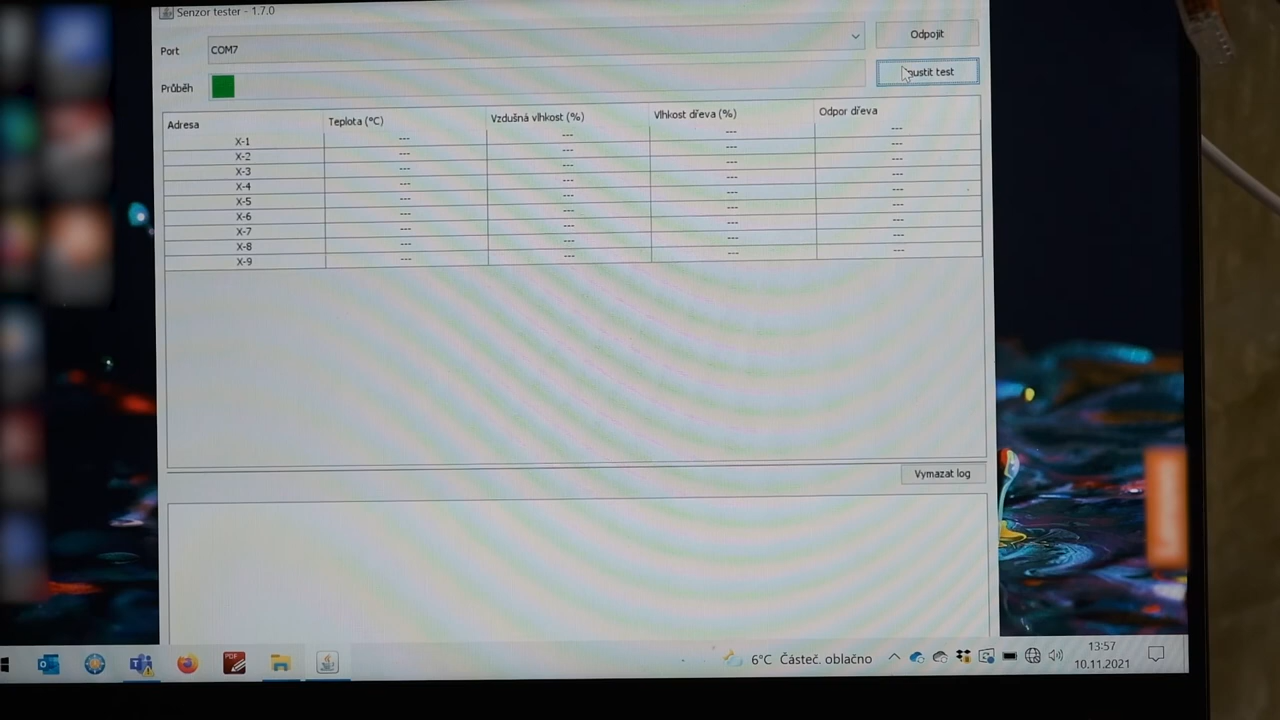 Senzor tester - 1.7.0
Port COM7 Odpojit
Průběh ustit test
Adresa Teplota (°C) Vzdušná vlhkost (%) Vlhkost dřeva (%) Odpor dřeva
X-1 --- --- --- ---
X-2 --- --- --- ---
X-3 --- --- --- ---
X-4 --- --- --- ---
X-5 --- --- --- ---
X-6 --- --- --- ---
X-7 --- --- --- ---
X-8 --- --- --- ---
X-9 --- --- --- ---
Vymazat log
PDF
6°C Částeč. oblačno
13:57
10.11.2021